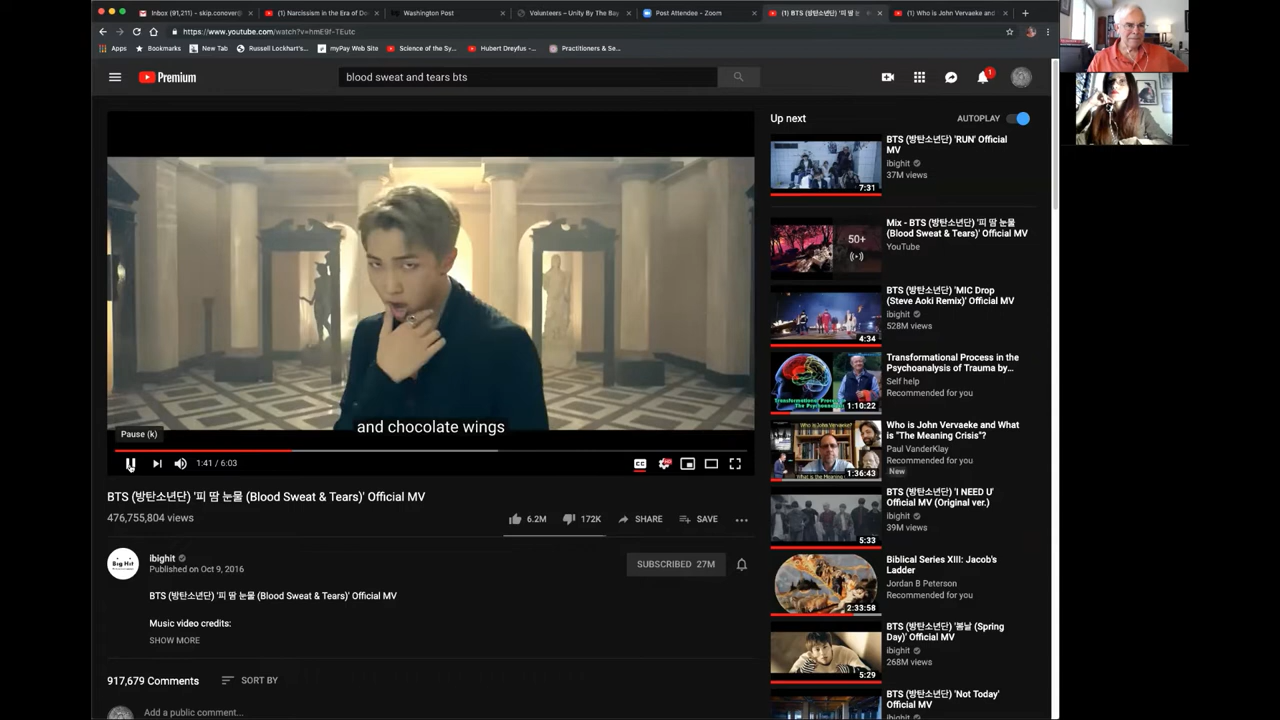 Inbox (91,211) - skip.conover@
(1) Narcissism in the Era of De
Washington Post
Volunteers – Unity By The Bay
Post Attendee - Zoom
(1) BTS (방탄소년단) '피 땀
(1) Who is John Vervaeke and
https://www.youtube.com/watch?v=hmE9f-TEutc
Apps
Bookmarks
New Tab
Russell Lockhart's...
myPay Web Site
Science of the Sy...
Hubert Dreyfus -...
Practitioners & Se...
Premium
blood sweat and tears bts
1
Up next
AUTOPLAY
and chocolate wings
Pause (k)
1:41 / 6:03
CC
BTS (방탄소년단) '피 땀 눈물 (Blood Sweat & Tears)' Official MV
476,755,804 views
6.2M
172K
SHARE
SAVE
Big Hit
ibighit
Published on Oct 9, 2016
SUBSCRIBED 27M
BTS (방탄소년단) '피 땀 눈물 (Blood Sweat & Tears)' Official MV
Music video credits:
SHOW MORE
917,679 Comments
SORT BY
Add a public comment...
BTS (방탄소년단) 'RUN' Official
MV
ibighit
37M views
7:31
Mix - BTS (방탄소년단) '피 땀 눈물
(Blood Sweat & Tears)' Official MV
YouTube
50+
BTS (방탄소년단) 'MIC Drop
(Steve Aoki Remix)' Official MV
ibighit
528M views
4:34
Transformational Process in the
Psychoanalysis of Trauma by...
Self help
Recommended for you
1:10:22
Who is John Vervaeke and What
is "The Meaning Crisis"?
Paul VanderKlay
Recommended for you
New
1:36:43
BTS (방탄소년단) 'I NEED U'
Official MV (Original ver.)
ibighit
39M views
5:33
Biblical Series XIII: Jacob's
Ladder
Jordan B Peterson
Recommended for you
2:33:58
BTS (방탄소년단) '봄날 (Spring
Day)' Official MV
ibighit
268M views
5:29
BTS (방탄소년단) 'Not Today'
Official MV
ibighit